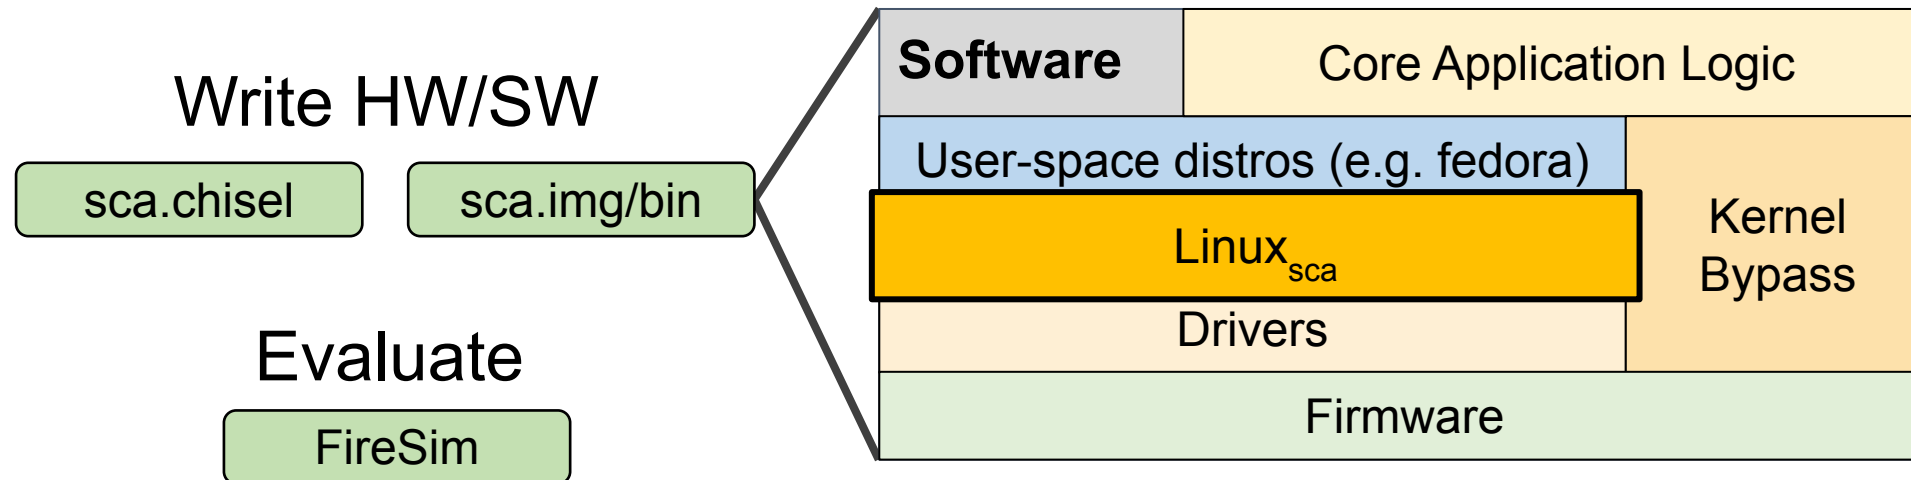 Write HW/SW
sca.chisel
sca.img/bin
Evaluate
FireSim
Software
Core Application Logic
User-space distros (e.g. fedora)
Linuxsca
Kernel
Bypass
Drivers
Firmware